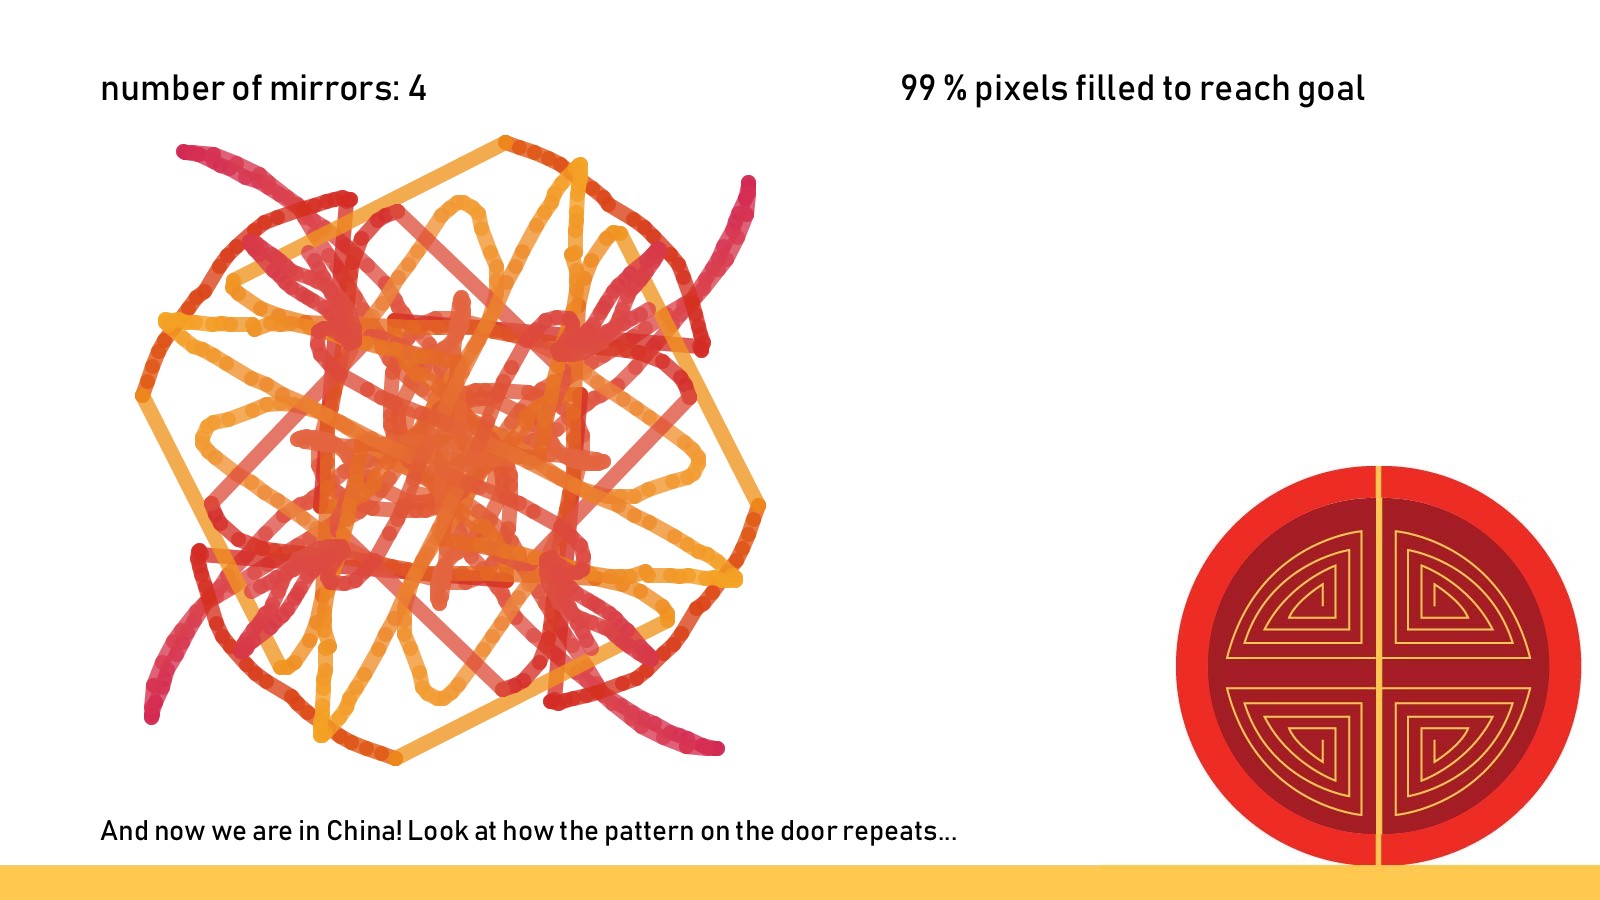 number of mirrors: 4
99 % pixels filled to reach goal
And now we are in China! Look at how the pattern on the door repeats...